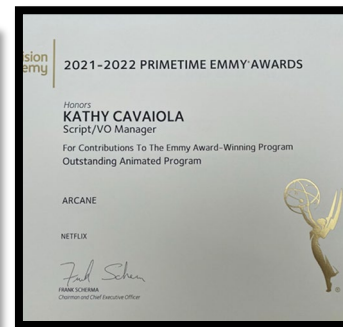 ision
emy
2021-2022 PRIMETIME EMMY® AWARDS
Honors
KATHY CAVAIOLA
Script/VO Manager
For Contributions To The Emmy Award-Winning Program
Outstanding Animated Program
ARCANE
NETFLIX
FRANK SCHERMA
Chairman and Chief Executive Officer